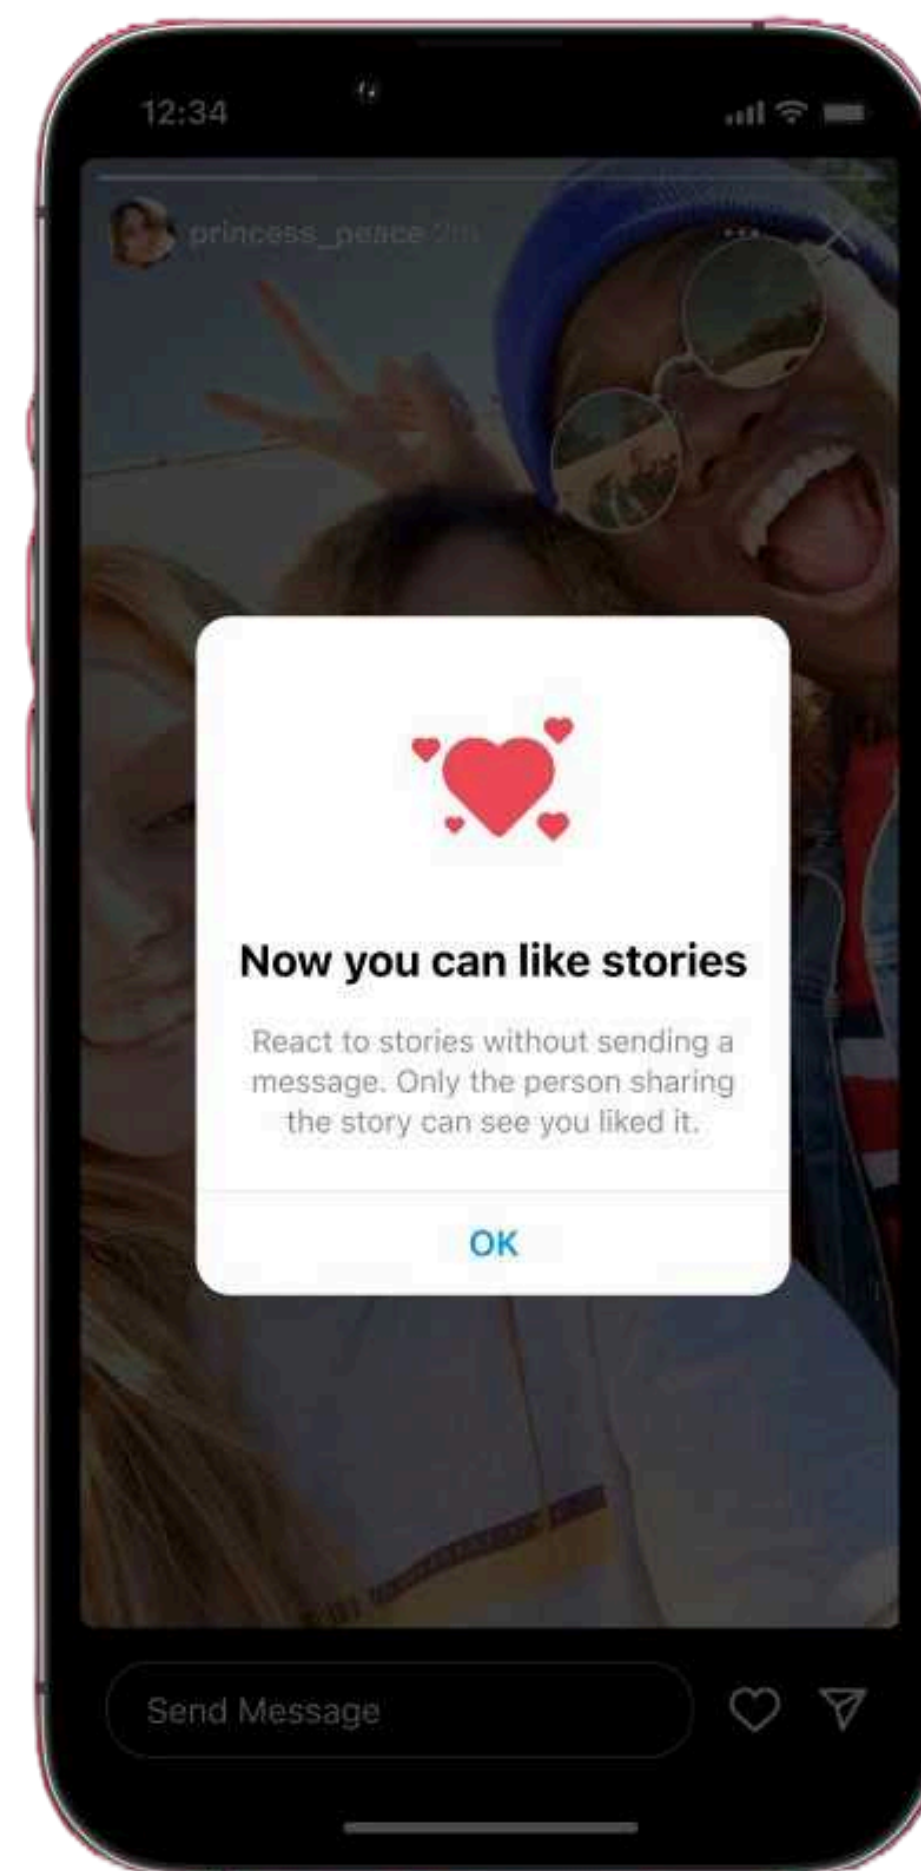 12:34
princess_peace 2m
Now you can like stories
React to stories without sending a
message. Only the person sharing
the story can see you liked it.
OK
Send Message